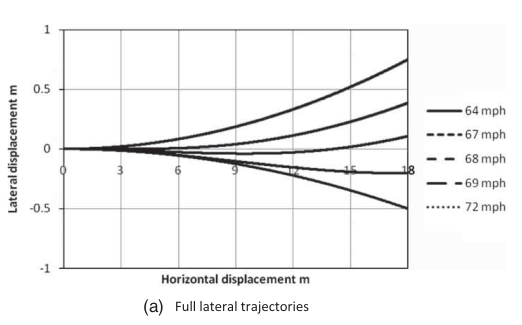 1
0.5
0
-0.5
-1
0 3 6 9 12 15 18
Lateral displacement m
Horizontal displacement m
64 mph
67 mph
68 mph
69 mph
72 mph
(a) Full lateral trajectories